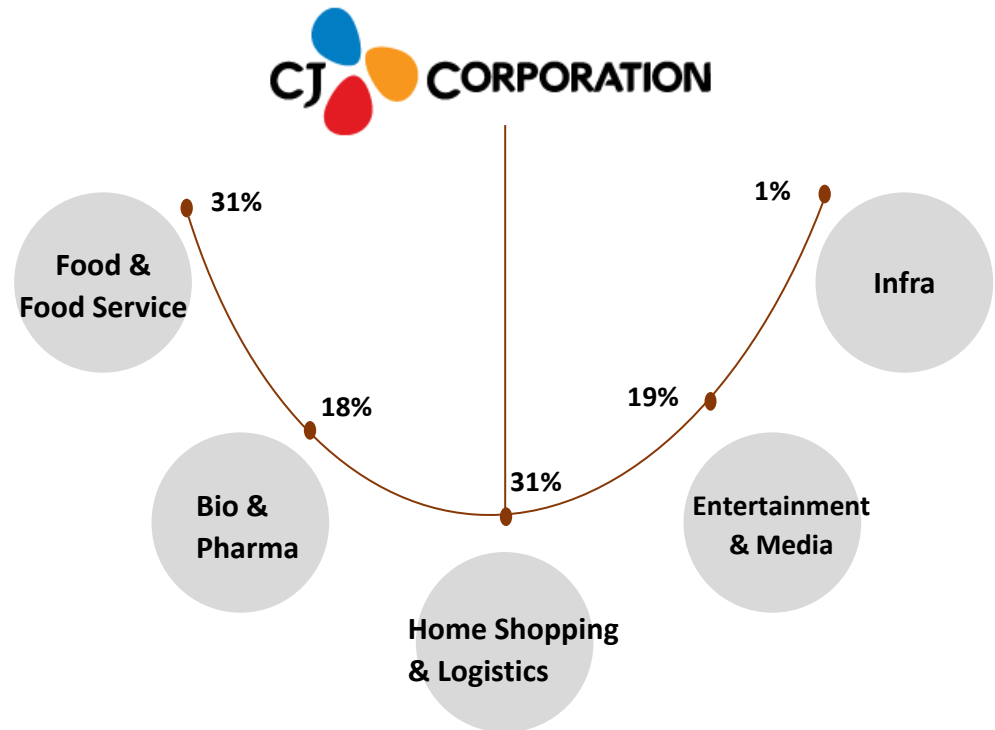 CJ CORPORATION
31%
1%
Food &
Food Service
Infra
18%
19%
31%
Bio &
Pharma
Entertainment
& Media
Home Shopping
& Logistics